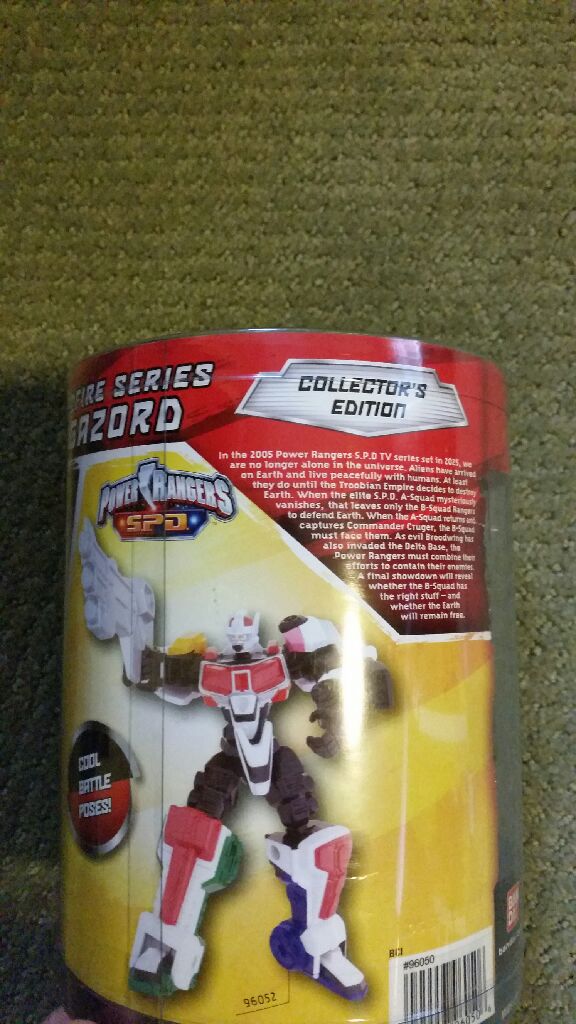 FIRE SERIES
GAZORD
COLLECTOR'S
EDITION
In the 2005 Power Rangers S.P.D TV series set in 2025, we
are no longer alone in the universe. Aliens have arrived
on Earth and live peacefully with humans. At least
they do until the Troobian Empire decides to destroy
Earth. When the elite S.P.D. A-Squad mysteriously
vanishes, that leaves only the B-Squad Rangers
to defend Earth. When the A-Squad returns and
captures Commander Cruger, the B-Squad
must face them. As evil Broodwing has
also invaded the Delta Base, the
Power Rangers must combine their
efforts to contain their enemies.
A final showdown will reveal
whether the B-Squad has
the right stuff – and
whether the Earth
will remain free.
POWER RANGERS
SPD
COOL
BATTLE
POSES!
96052
BCI
#96050
BAN
DAI